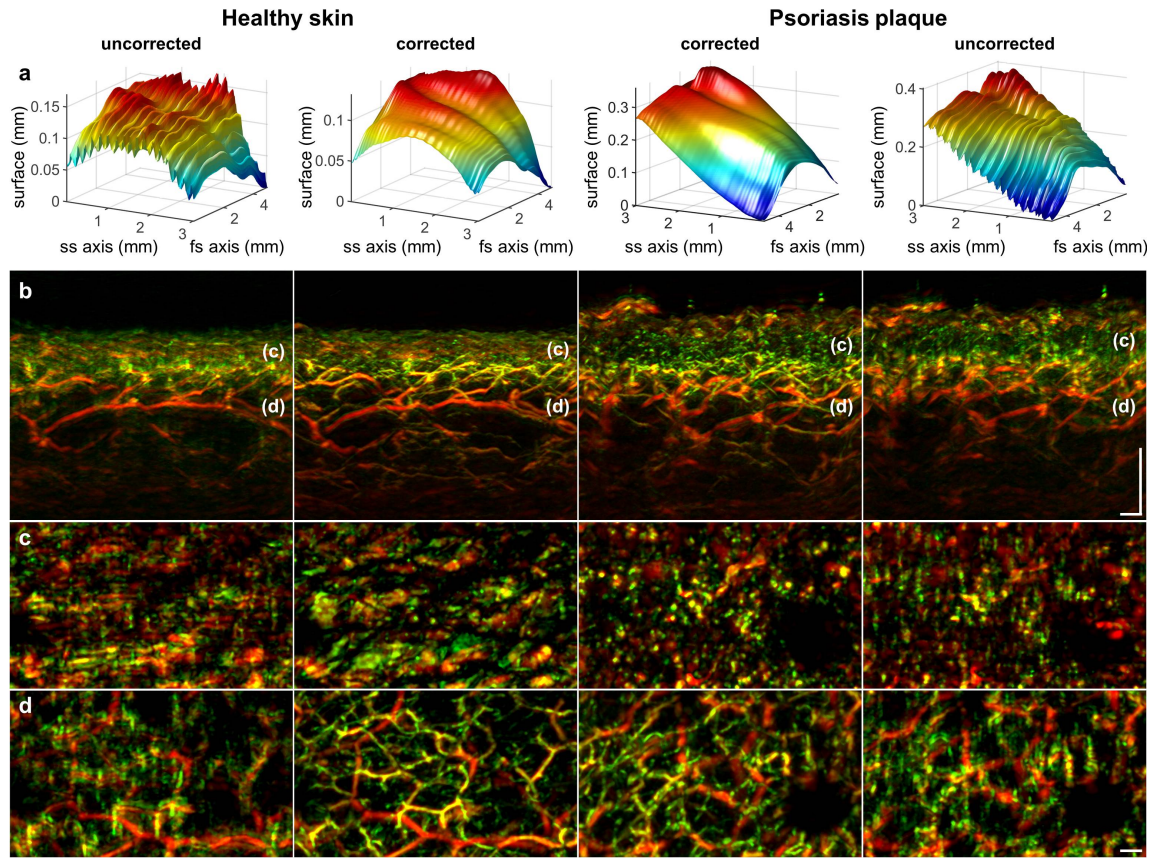 Healthy skin Psoriasis plaque
uncorrected corrected corrected uncorrected
a
surface (mm) 0.15 0.1 0.05 0 1 2 3 2 4 ss axis (mm) fs axis (mm)
surface (mm) 0.1 0.05 0 1 2 3 2 4 ss axis (mm) fs axis (mm)
surface (mm) 0.3 0.2 0.1 0 3 2 1 4 2 ss axis (mm) fs axis (mm)
surface (mm) 0.4 0.2 0 3 2 1 4 2 ss axis (mm) fs axis (mm)
b
(c) (c) (c) (c)
(d) (d) (d) (d)
c
d